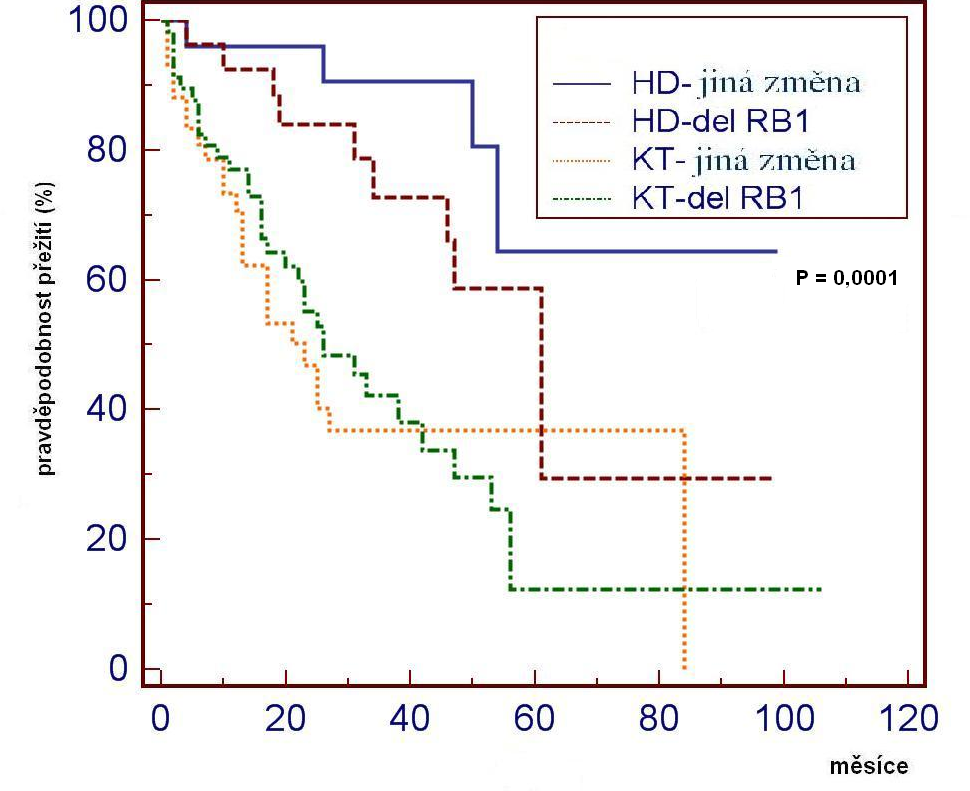 100
80
60
40
20
0
pravděpodobnost přežití (%)
HD- jiná změna
HD-del RB1
KT- jiná změna
KT-del RB1
P = 0,0001
0 20 40 60 80 100 120
měsíce